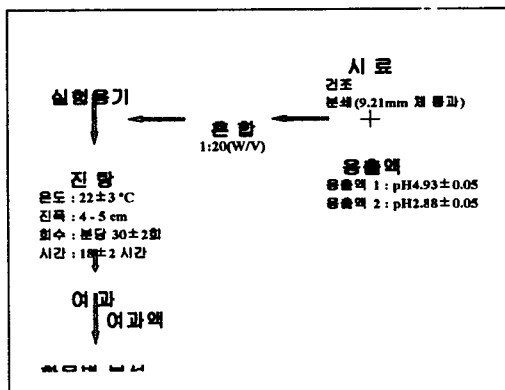 시 료
건조
분쇄(9.21mm 체 통과)
실험용기
혼 합
1:20(W/V)
용출액
용출액 1 : pH4.93±0.05
용출액 2 : pH2.88±0.05
진 탕
온도 : 22±3 °C
진폭 : 4 - 5 cm
회수 : 분당 30±2회
시간 : 18±2 시간
여 과
여과액